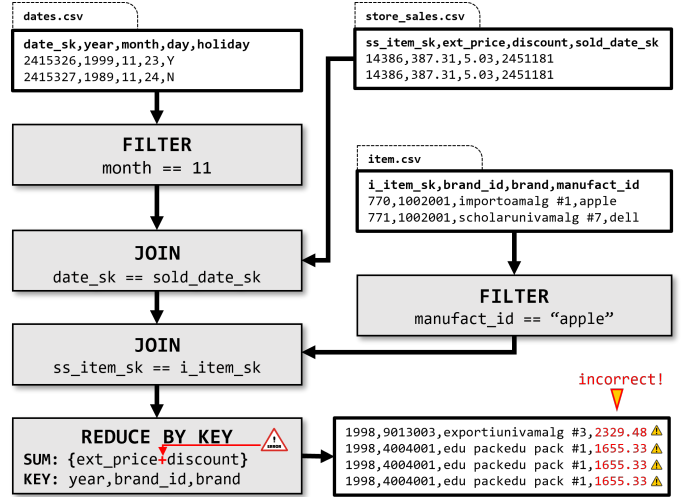 dates.csv
date_sk,year,month,day,holiday
2415326,1999,11,23,Y
2415327,1989,11,24,N
store_sales.csv
ss_item_sk,ext_price,discount,sold_date_sk
14386,387.31,5.03,2451181
14386,387.31,5.03,2451181
FILTER
month == 11
item.csv
i_item_sk,brand_id,brand,manufact_id
770,1002001,importoamalg #1,apple
771,1002001,scholarunivamalg #7,dell
JOIN
date_sk == sold_date_sk
FILTER
manufact_id == “apple”
JOIN
ss_item_sk == i_item_sk
incorrect!
REDUCE BY KEY
SUM: {ext_price+discount}
KEY: year,brand_id,brand
ERROR
1998,9013003,exportiunivamalg #3,2329.48
1998,4004001,edu packedu pack #1,1655.33
1998,4004001,edu packedu pack #1,1655.33
1998,4004001,edu packedu pack #1,1655.33